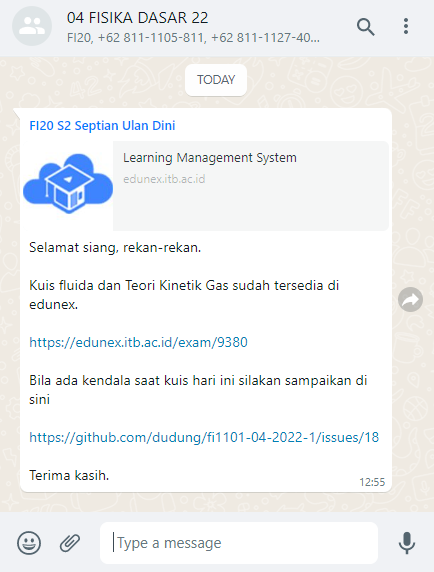 04 FISIKA DASAR 22
FI20, +62 811-1105-811, +62 811-1127-40...
TODAY
FI20 S2 Septian Ulan Dini
Learning Management System
edunex.itb.ac.id
Selamat siang, rekan-rekan.
Kuis fluida dan Teori Kinetik Gas sudah tersedia di
edunex.
https://edunex.itb.ac.id/exam/9380
Bila ada kendala saat kuis hari ini silakan sampaikan di
sini
https://github.com/dudung/fi1101-04-2022-1/issues/18
Terima kasih.
12:55
Type a message